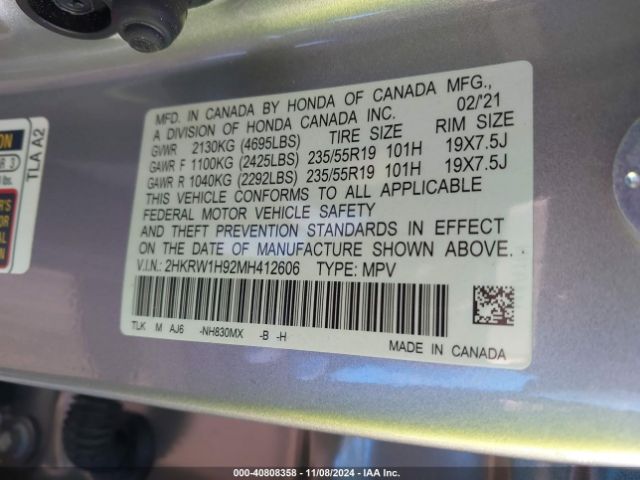 MFD. IN CANADA BY HONDA OF CANADA MFG.,
A DIVISION OF HONDA CANADA INC. 02/'21
GVWR 2130KG (4695LBS) TIRE SIZE RIM SIZE
GAWR F 1100KG (2425LBS) 235/55R19 101H 19X7.5J
GAWR R 1040KG (2292LBS) 235/55R19 101H 19X7.5J
THIS VEHICLE CONFORMS TO ALL APPLICABLE
FEDERAL MOTOR VEHICLE SAFETY
AND THEFT PREVENTION STANDARDS IN EFFECT
ON THE DATE OF MANUFACTURE SHOWN ABOVE.
V.I.N.: 2HKRW1H92MH412606 TYPE: MPV
TLK M AJ6 -NH830MX -B -H
MADE IN CANADA
TLA A2
000-40808358 - 11/08/2024 - IAA Inc.